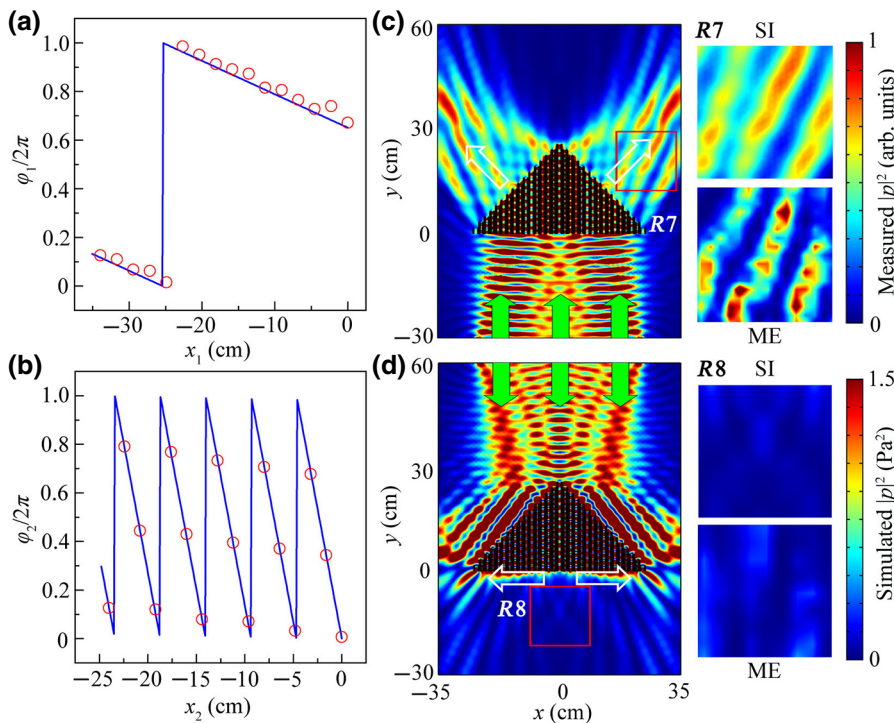 (a)
1.0
0.8
0.6
0.4
0.2
0
φ₁/2π
−30
−20
−10
0
x₁ (cm)
(b)
1.0
0.8
0.6
0.4
0.2
0
φ₂/2π
−25
−20
−15
−10
−5
0
x₂ (cm)
(c)
60
30
0
−30
y (cm)
R7
R7
SI
ME
1
0
Measured |p|² (arb. units)
(d)
60
30
0
−30
y (cm)
R8
−35
0
35
x (cm)
R8
SI
ME
1.5
0
Simulated |p|² (Pa²)